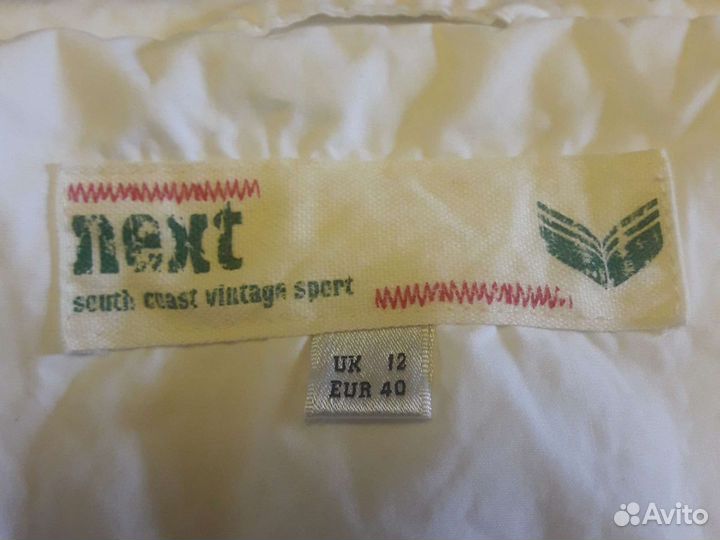 next
south coast vintage sport
UK 12
EUR 40
Avito